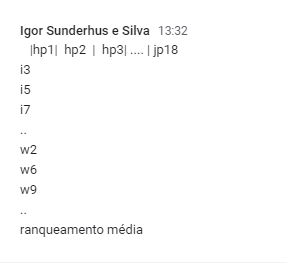 Igor Sunderhus e Silva 13:32
|hp1| hp2 | hp3| .... | jp18
i3
i5
i7
..
w2
w6
w9
..
ranqueamento média